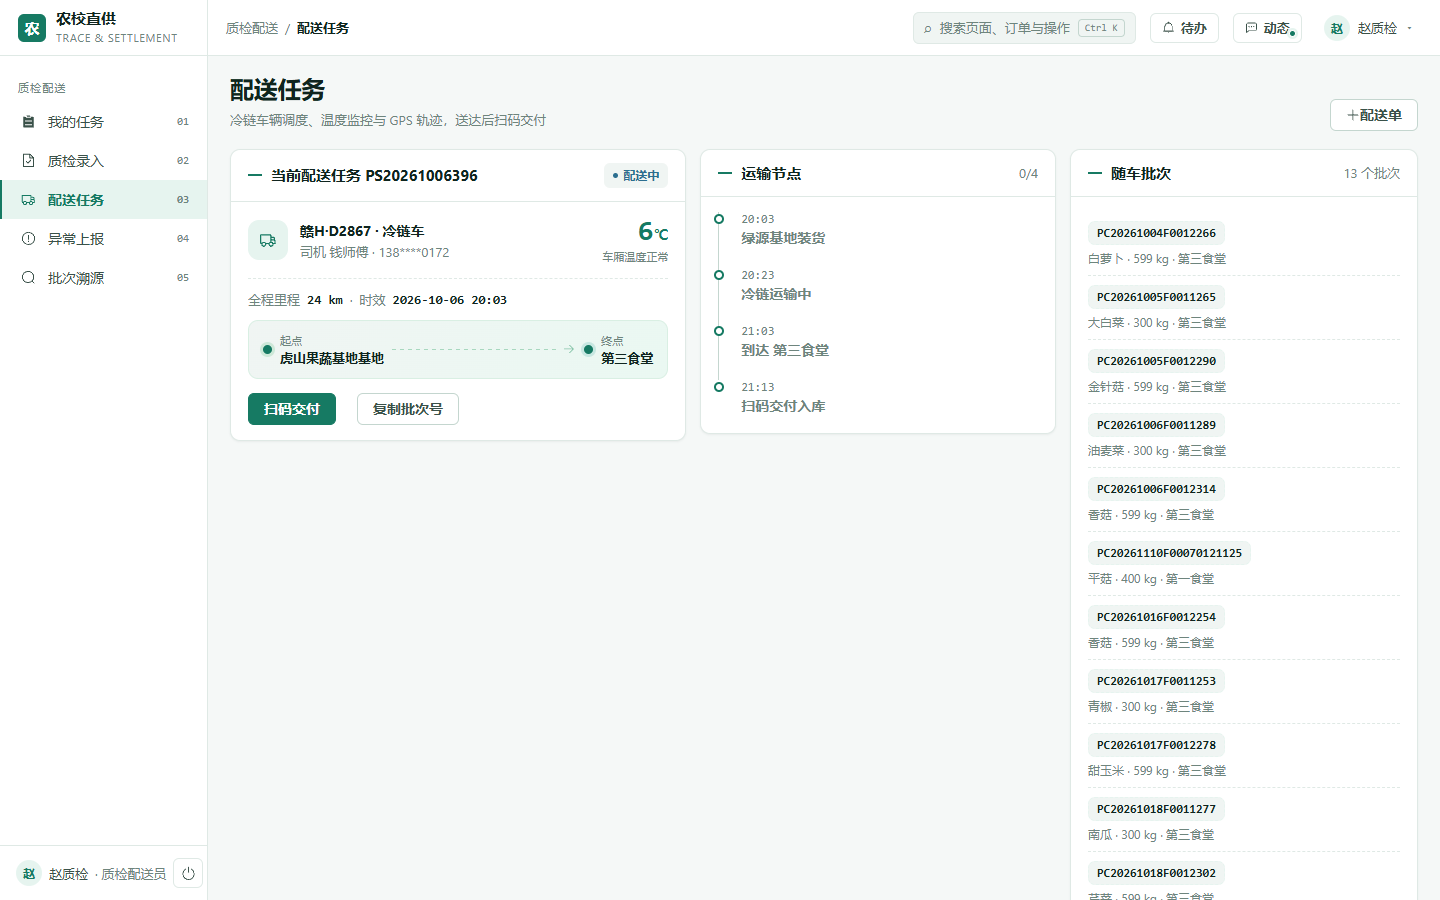 农
农校直供
TRACE & SETTLEMENT
质检配送 / 配送任务
搜索页面、订单与操作 Ctrl K
待办
动态
赵 赵质检
质检配送
我的任务 01
质检录入 02
配送任务 03
异常上报 04
批次溯源 05
赵 赵质检 · 质检配送员
配送任务
冷链车辆调度、温度监控与 GPS 轨迹，送达后扫码交付
＋配送单
当前配送任务 PS20261006396
配送中
赣H·D2867 · 冷链车
司机 钱师傅 · 138****0172
6℃
车厢温度正常
全程里程 24 km · 时效 2026-10-06 20:03
起点
虎山果蔬基地基地
终点
第三食堂
扫码交付
复制批次号
运输节点 0/4
20:03
绿源基地装货
20:23
冷链运输中
21:03
到达 第三食堂
21:13
扫码交付入库
随车批次 13 个批次
PC20261004F0012266
白萝卜 · 599 kg · 第三食堂
PC20261005F0011265
大白菜 · 300 kg · 第三食堂
PC20261005F0012290
金针菇 · 599 kg · 第三食堂
PC20261006F0011289
油麦菜 · 300 kg · 第三食堂
PC20261006F0012314
香菇 · 599 kg · 第三食堂
PC20261110F00070121125
平菇 · 400 kg · 第一食堂
PC20261016F0012254
香菇 · 599 kg · 第三食堂
PC20261017F0011253
青椒 · 300 kg · 第三食堂
PC20261017F0012278
甜玉米 · 599 kg · 第三食堂
PC20261018F0011277
南瓜 · 300 kg · 第三食堂
PC20261018F0012302
599 kg · 第三食堂